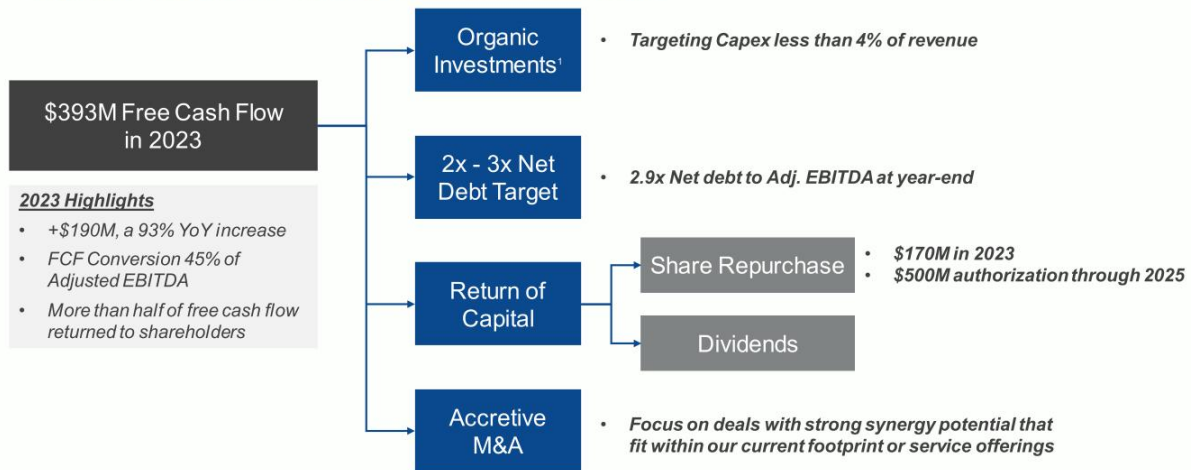 $393M Free Cash Flow
in 2023
2023 Highlights
• +$190M, a 93% YoY increase
• FCF Conversion 45% of
Adjusted EBITDA
• More than half of free cash flow
returned to shareholders
Organic
Investments¹
• Targeting Capex less than 4% of revenue
2x - 3x Net
Debt Target
• 2.9x Net debt to Adj. EBITDA at year-end
Return of
Capital
Share Repurchase
• $170M in 2023
• $500M authorization through 2025
Dividends
Accretive
M&A
• Focus on deals with strong synergy potential that
fit within our current footprint or service offerings